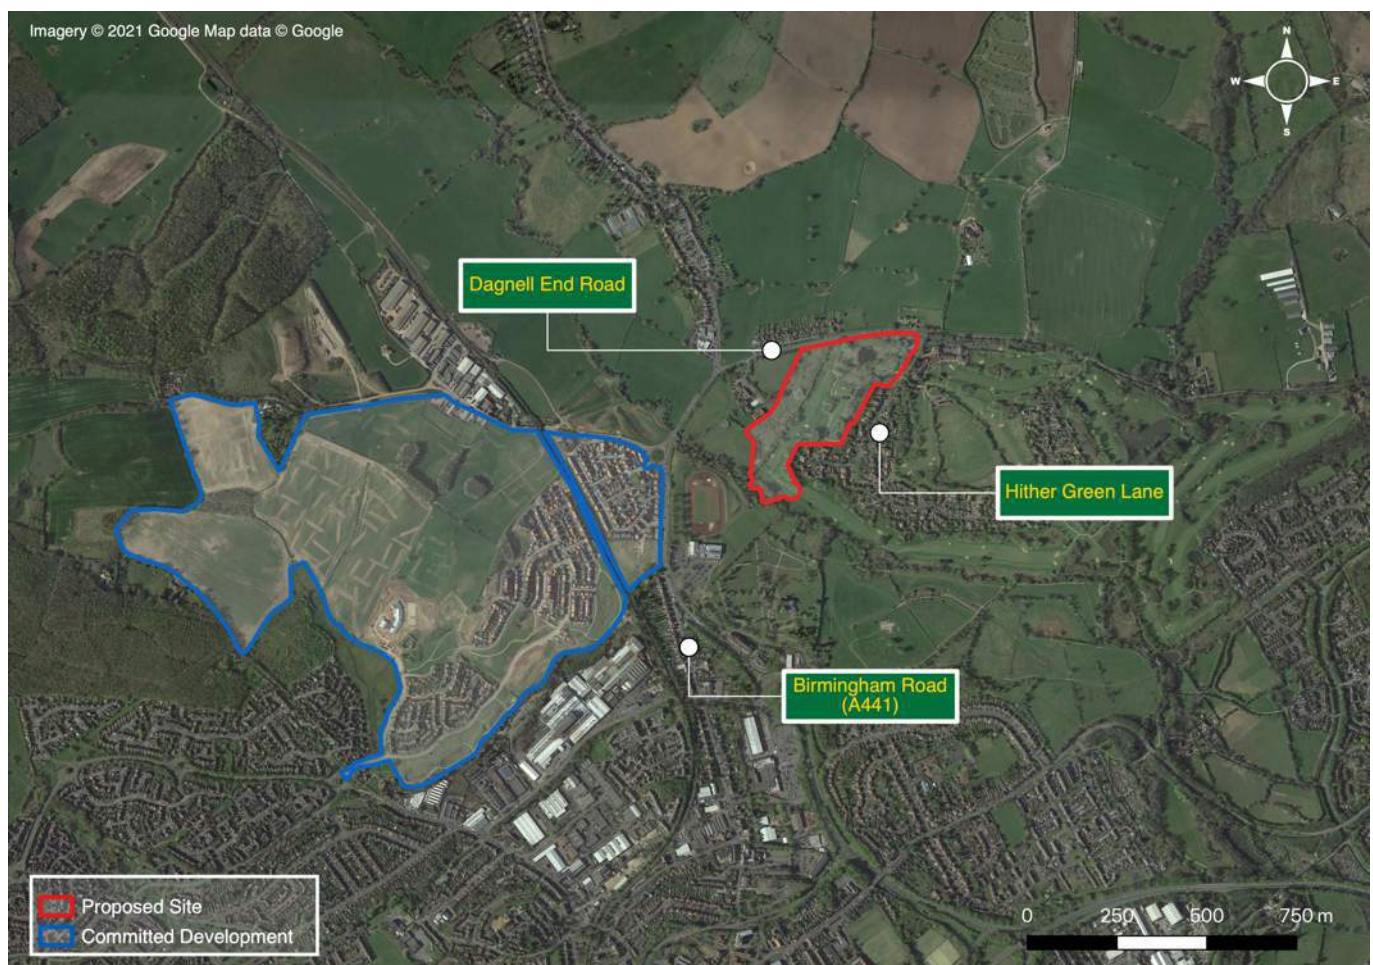 Imagery © 2021 Google Map data © Google
N
W E
S
Dagnell End Road
Hither Green Lane
Birmingham Road
(A441)
Proposed Site
Committed Development
0 250 500 750 m